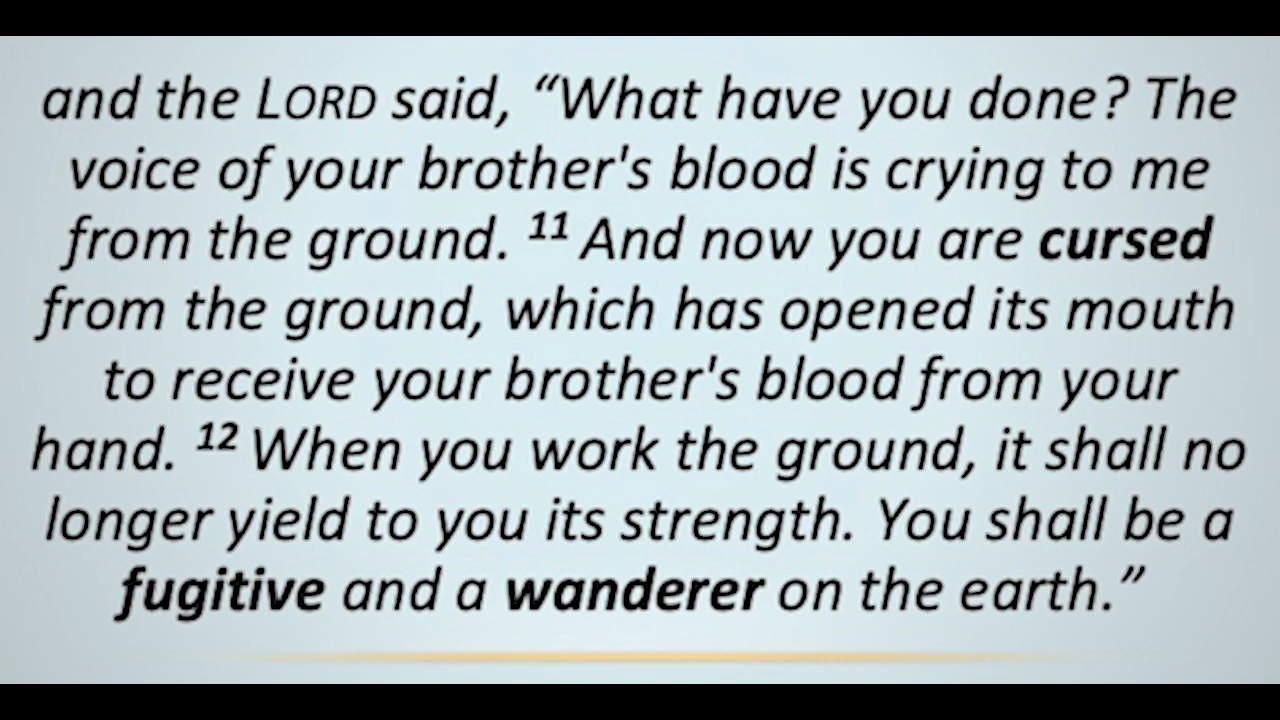 and the LORD said, “What have you done? The
voice of your brother's blood is crying to me
from the ground. 11 And now you are cursed
from the ground, which has opened its mouth
to receive your brother's blood from your
hand. 12 When you work the ground, it shall no
longer yield to you its strength. You shall be a
fugitive and a wanderer on the earth.”